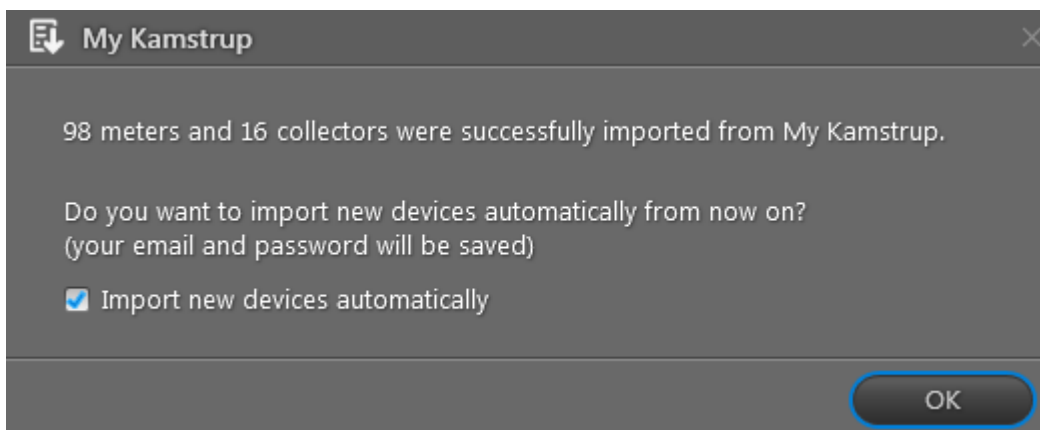 My Kamstrup
98 meters and 16 collectors were successfully imported from My Kamstrup.
Do you want to import new devices automatically from now on?
(your email and password will be saved)
Import new devices automatically
OK